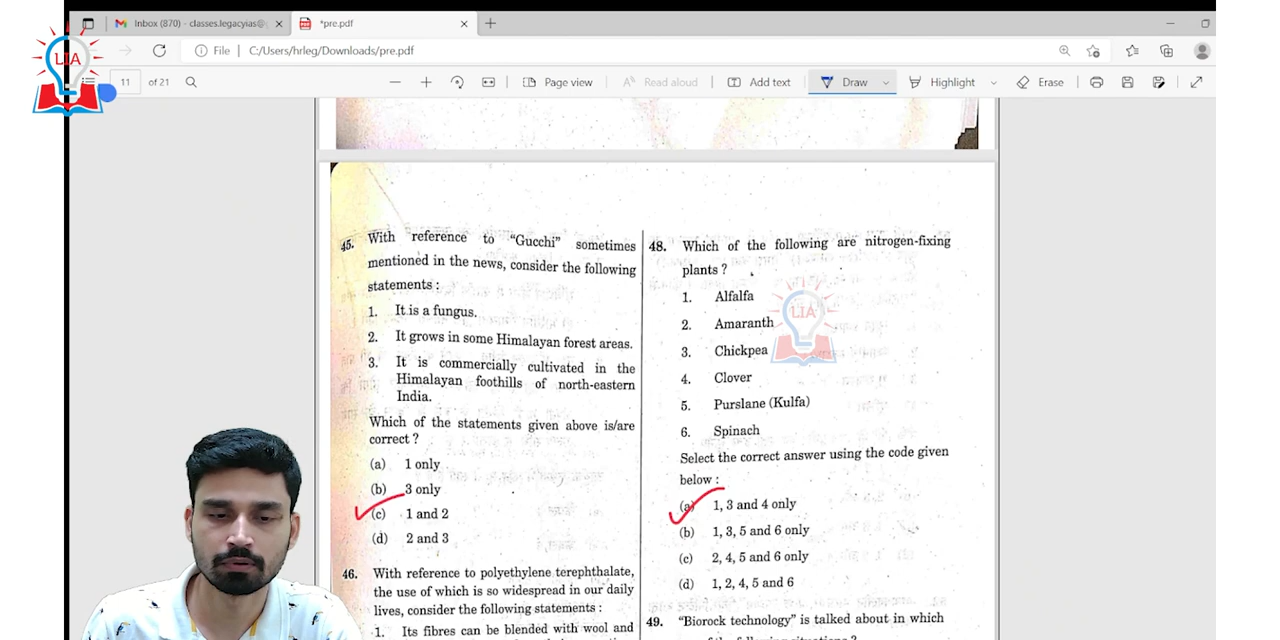 Inbox (870) - classes.legacyias@
*pre.pdf
File
C:/Users/hrleg/Downloads/pre.pdf
LIA
11
of 21
Page view
Read aloud
Add text
Draw
Highlight
Erase
45. With reference to "Gucchi" sometimes
mentioned in the news, consider the following
statements :
1. It is a fungus.
2. It grows in some Himalayan forest areas.
3. It is commercially cultivated in the
Himalayan foothills of north-eastern
India.
Which of the statements given above is/are
correct ?
(a) 1 only
(b) 3 only
(c) 1 and 2
(d) 2 and 3
46. With reference to polyethylene terephthalate,
the use of which is so widespread in our daily
lives, consider the following statements :
1. Its fibres can be blended with wool and
48. Which of the following are nitrogen-fixing
plants ?
1. Alfalfa
2. Amaranth
3. Chickpea
4. Clover
5. Purslane (Kulfa)
6. Spinach
LIA
Select the correct answer using the code given
below :
(a) 1, 3 and 4 only
(b) 1, 3, 5 and 6 only
(c) 2, 4, 5 and 6 only
(d) 1, 2, 4, 5 and 6
49. "Biorock technology" is talked about in which